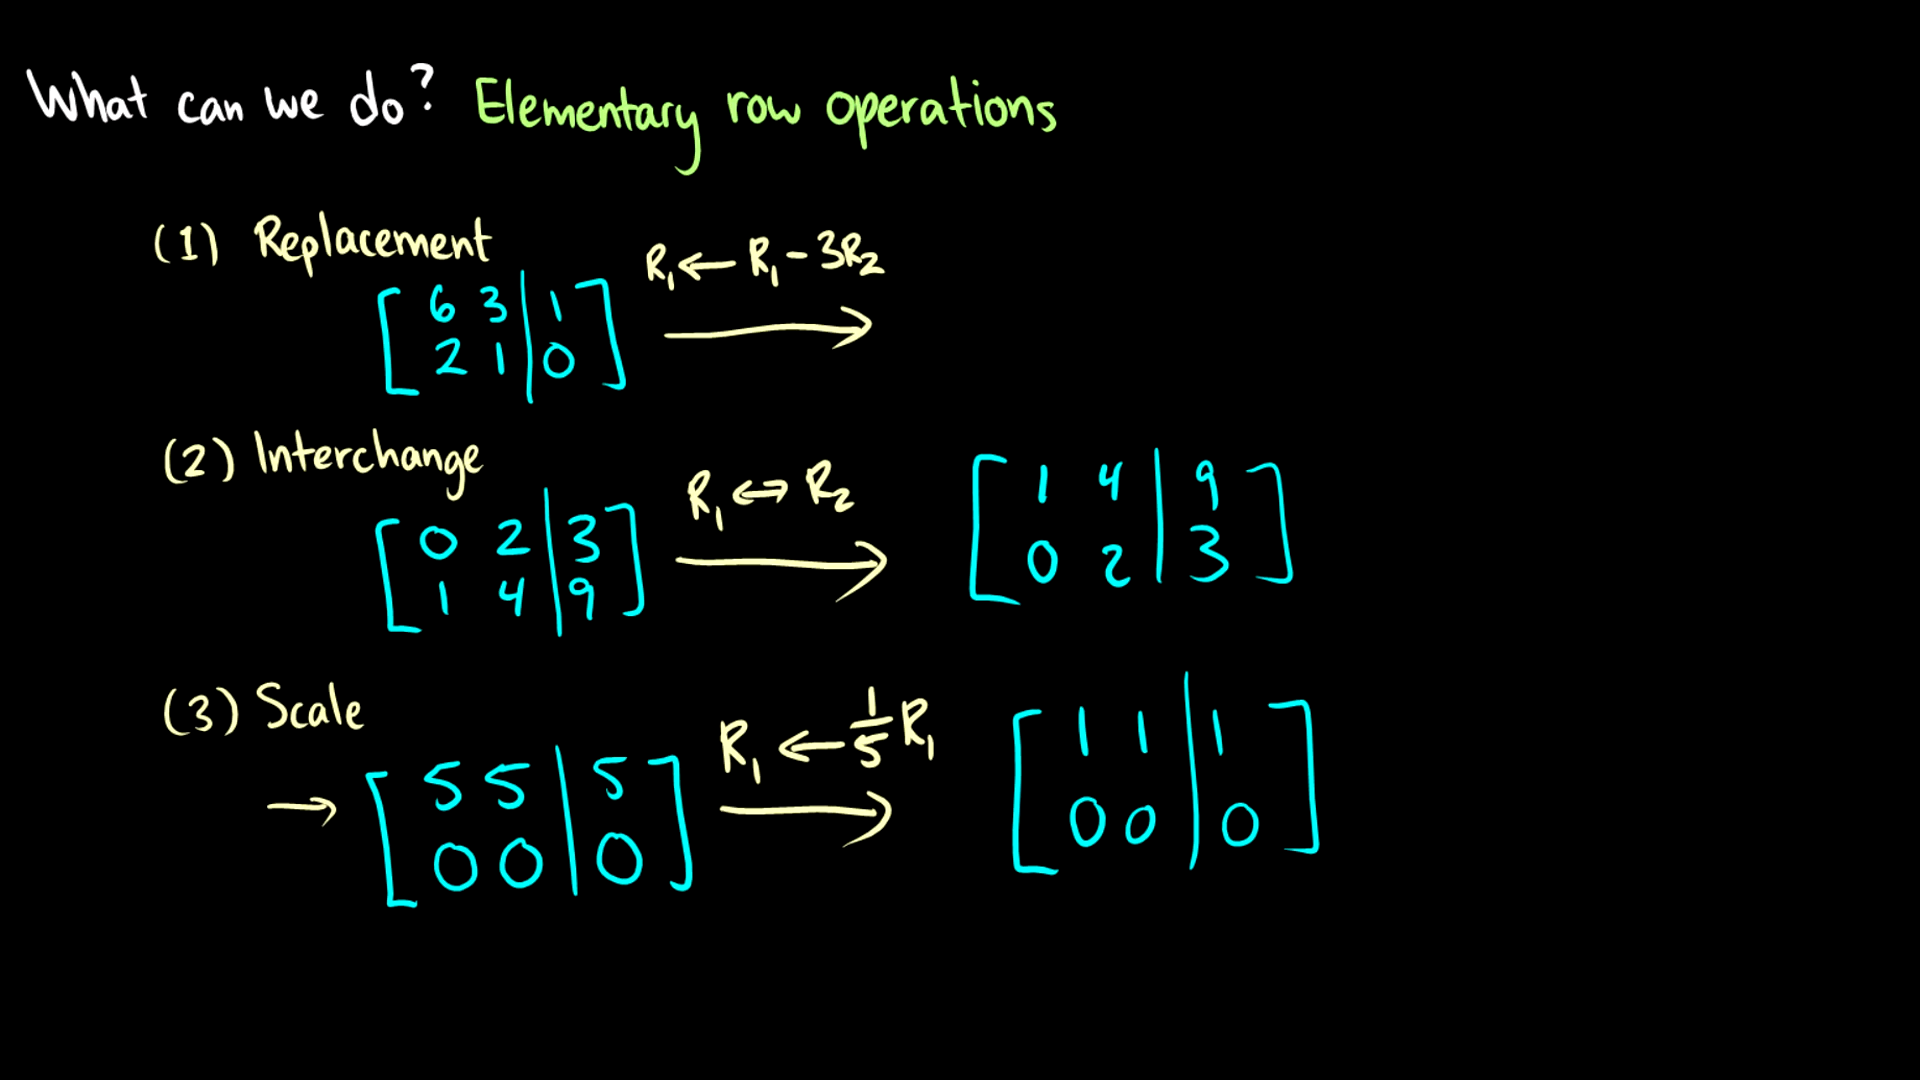 What can we do? Elementary row operations
(1) Replacement
R₁ ← R₁ - 3R₂
[ 6 3 | 1 ]
[ 2 1 | 0 ]
(2) Interchange
R₁ ↔ R₂
[ 0 2 | 3 ] [ 1 4 | 9 ]
[ 1 4 | 9 ] [ 0 2 | 3 ]
(3) Scale
R₁ ← 1/5 R₁
→ [ 5 5 | 5 ] [ 1 1 | 1 ]
[ 0 0 | 0 ] [ 0 0 | 0 ]